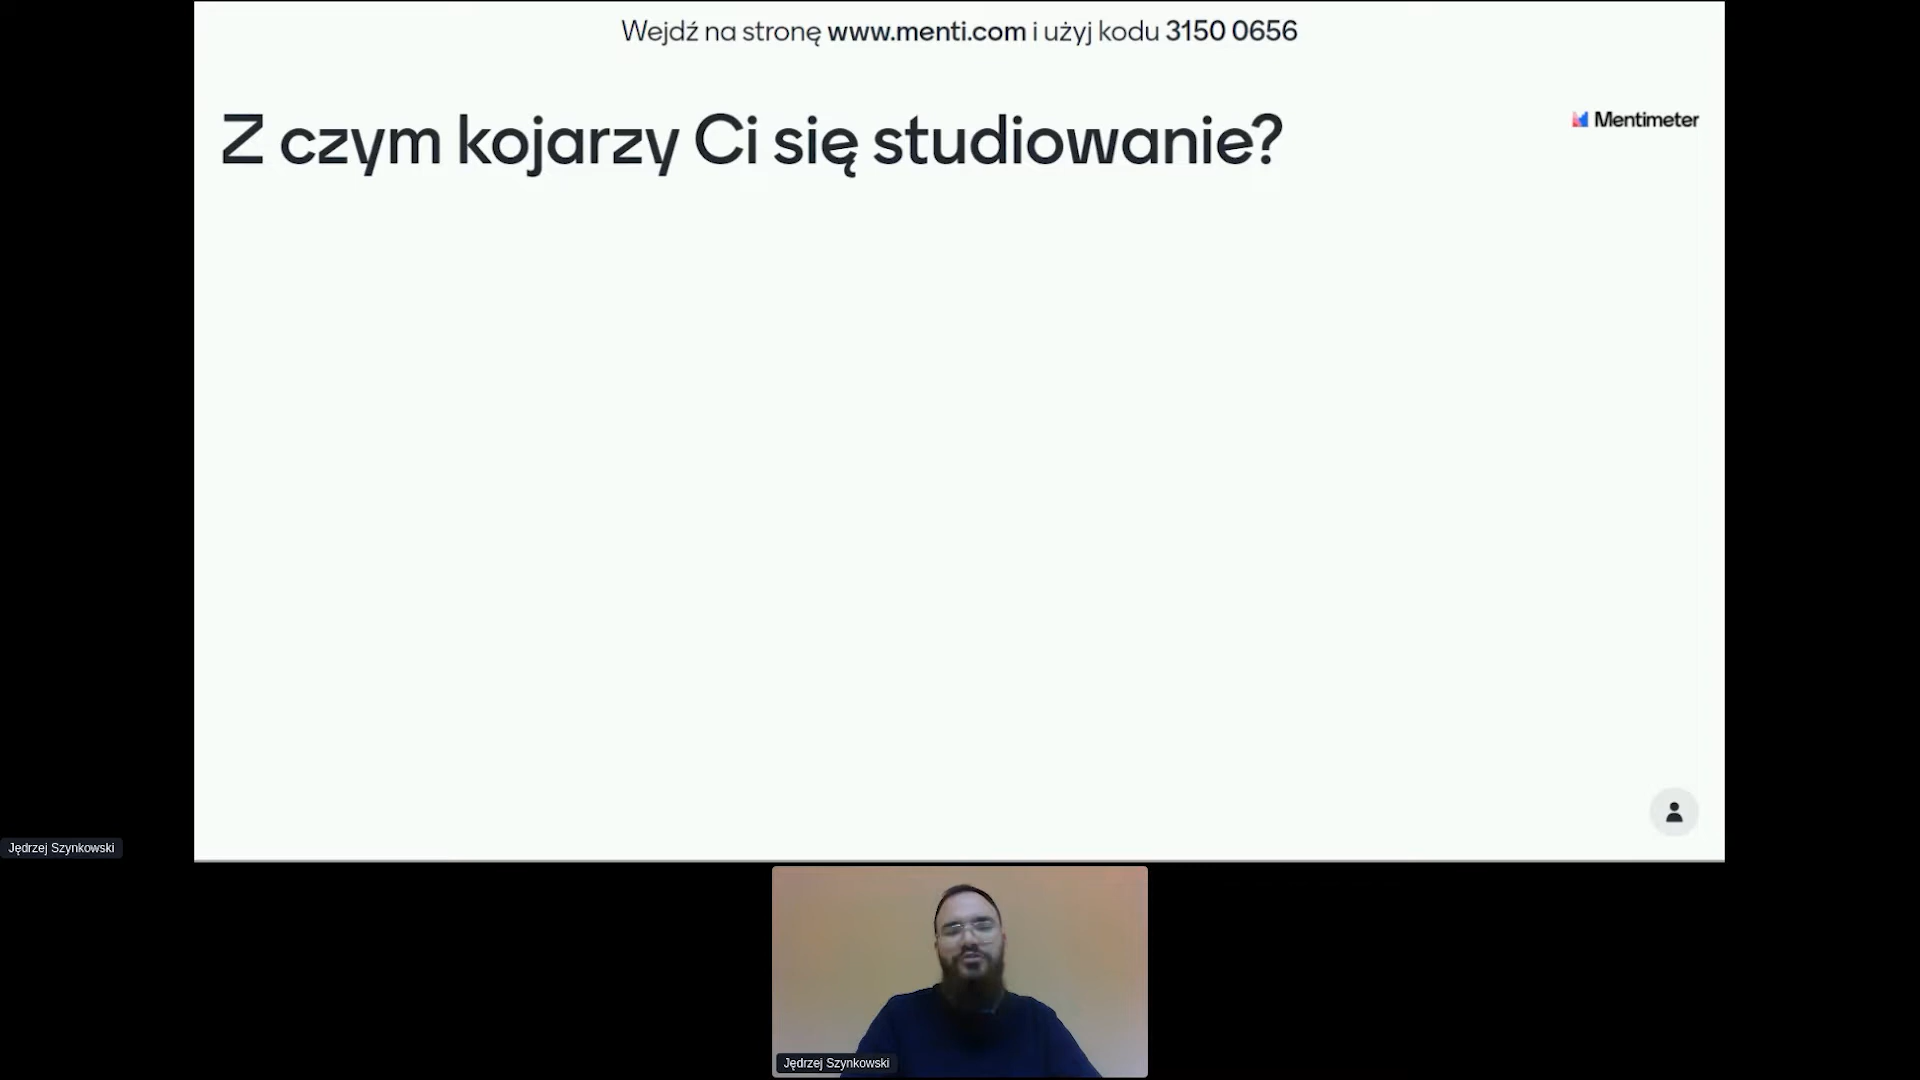 Wejdź na stronę www.menti.com i użyj kodu 3150 0656
Z czym kojarzy Ci się studiowanie?
Mentimeter
Jędrzej Szynkowski
Jędrzej Szynkowski